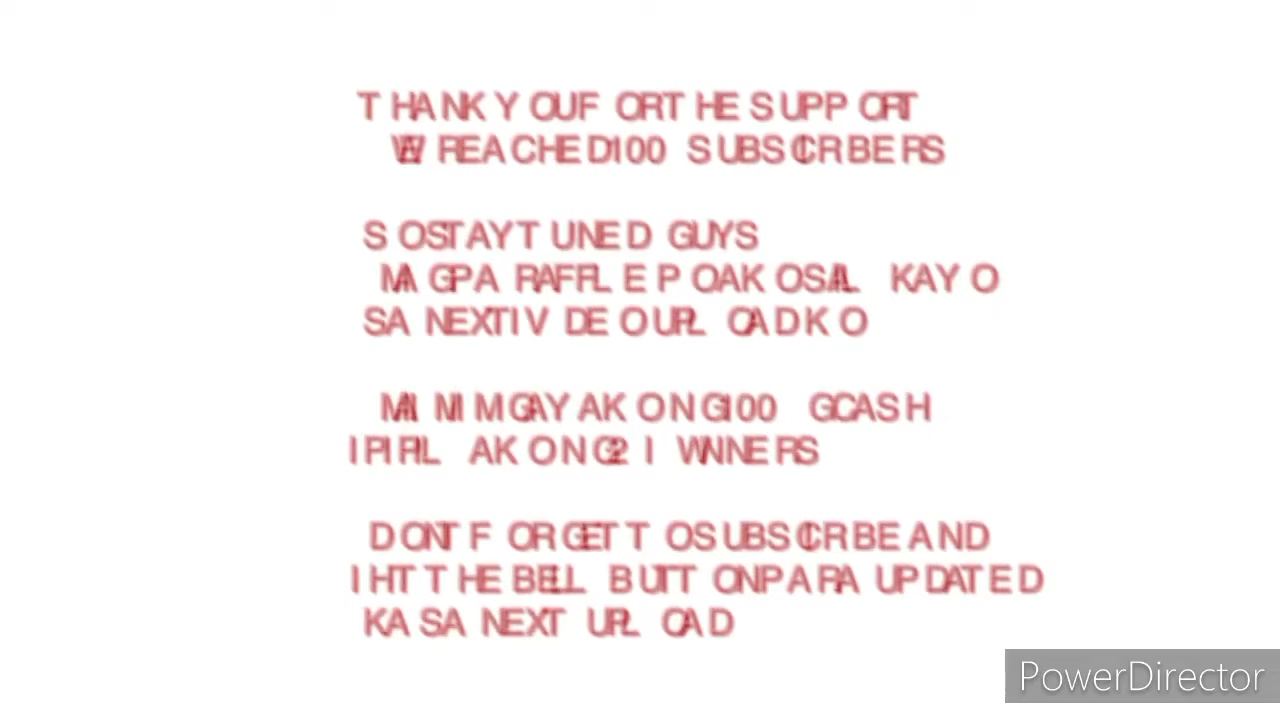 THANK YOU FOR THE SUPPORT
WE REACHED 100 SUBSCRIBERS
SO STAY TUNED GUYS
MAGPA RAFFLE PO AKO SA KAYO
SA NEXT VIDEO UPLOAD KO
MAMIMIGAY AKO NG 100 GCASH
PIPILI AKO NG 2 WINNERS
DONT FORGET TO SUBSCRIBE AND
HIT THE BELL BUTTON PARA UPDATED
KA SA NEXT UPLOAD
PowerDirector